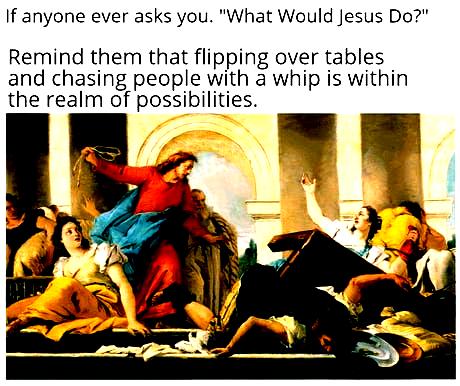 If anyone ever asks you. "What Would Jesus Do?"
Remind them that flipping over tables
and chasing people with a whip is within
the realm of possibilities.